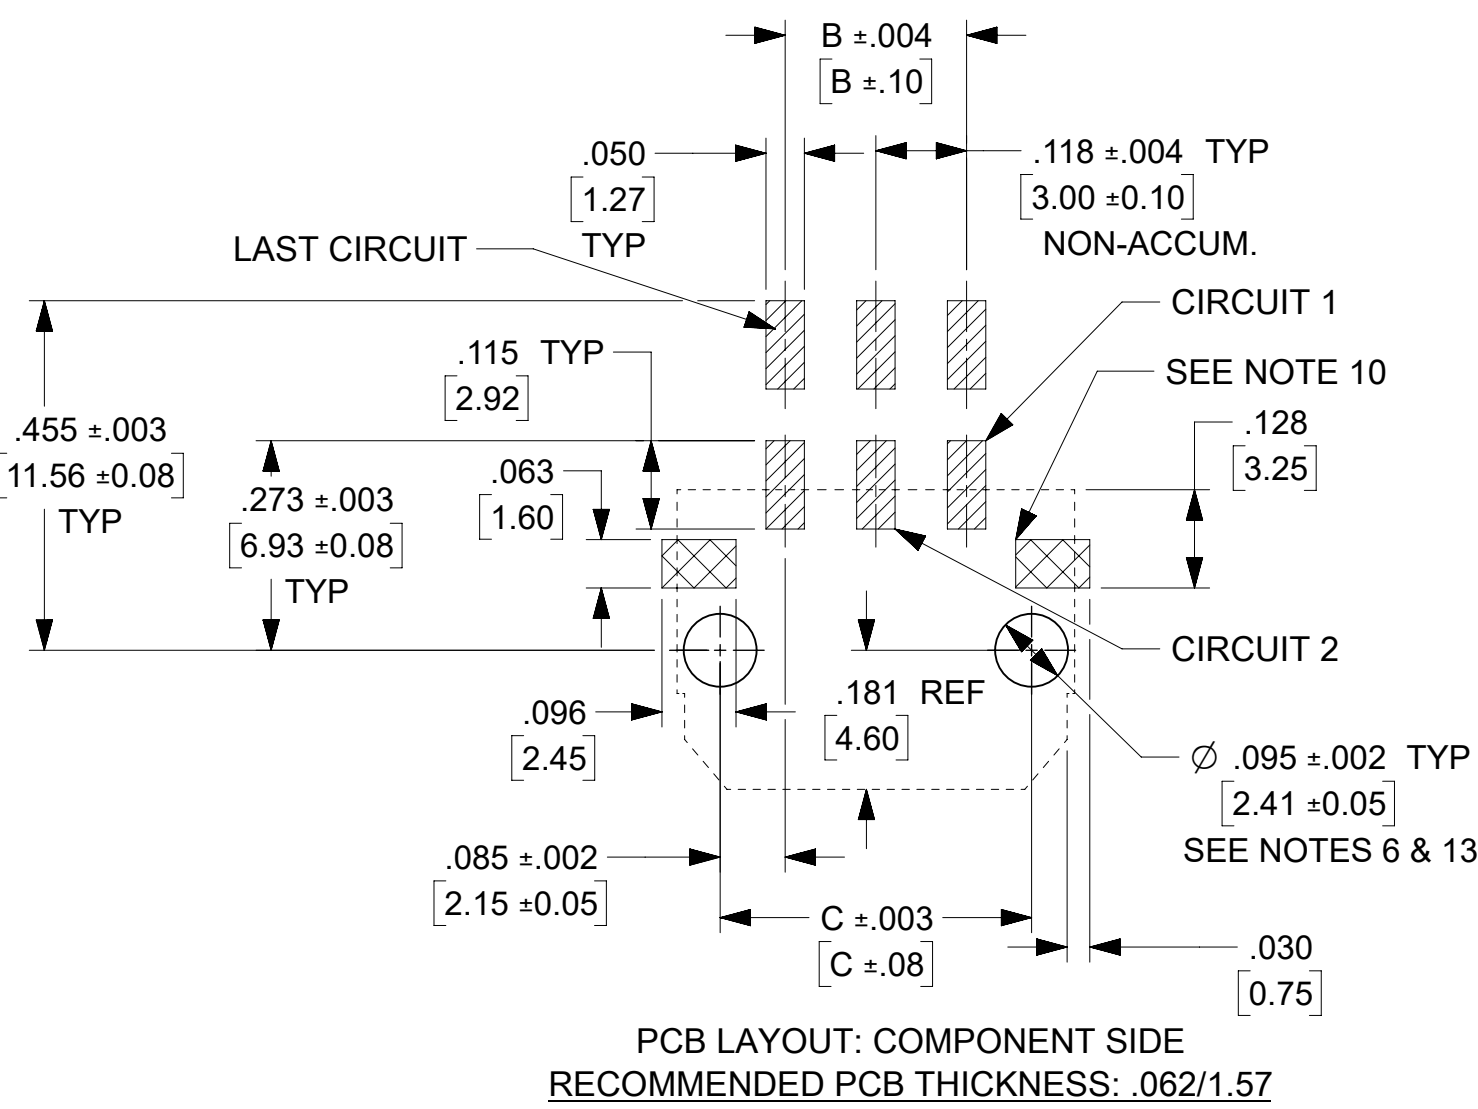 B ±.004
[B ±.10]
.050
[1.27]
TYP
.118 ±.004 TYP
[3.00 ±0.10]
NON-ACCUM.
LAST CIRCUIT
CIRCUIT 1
.115 TYP
[2.92]
SEE NOTE 10
.455 ±.003
[11.56 ±0.08]
TYP
.273 ±.003
[6.93 ±0.08]
TYP
.063
[1.60]
.128
[3.25]
CIRCUIT 2
.096
[2.45]
.181 REF
[4.60]
Ø .095 ±.002 TYP
[2.41 ±0.05]
SEE NOTES 6 & 13
.085 ±.002
[2.15 ±0.05]
C ±.003
[C ±.08]
.030
[0.75]
PCB LAYOUT: COMPONENT SIDE
RECOMMENDED PCB THICKNESS: .062/1.57